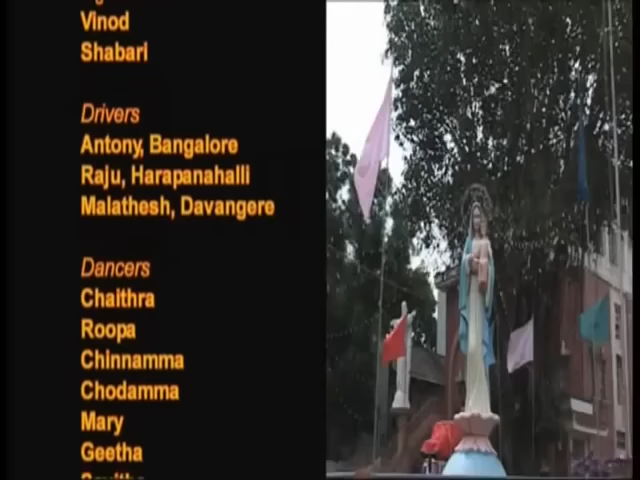 Vinod
Shabari
Drivers
Antony, Bangalore
Raju, Harapanahalli
Malathesh, Davangere
Dancers
Chaithra
Roopa
Chinnamma
Chodamma
Mary
Geetha